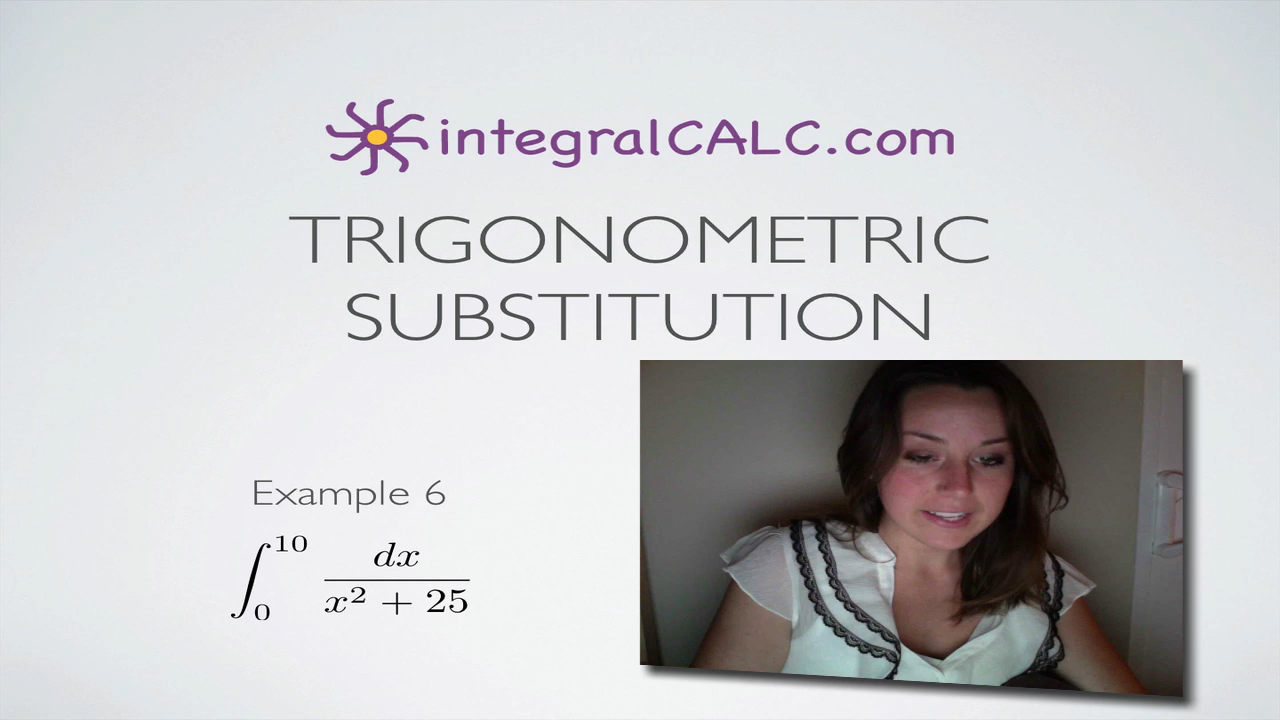 integralCALC.com
TRIGONOMETRIC
SUBSTITUTION
Example 6
∫₀¹⁰ dx / (x² + 25)